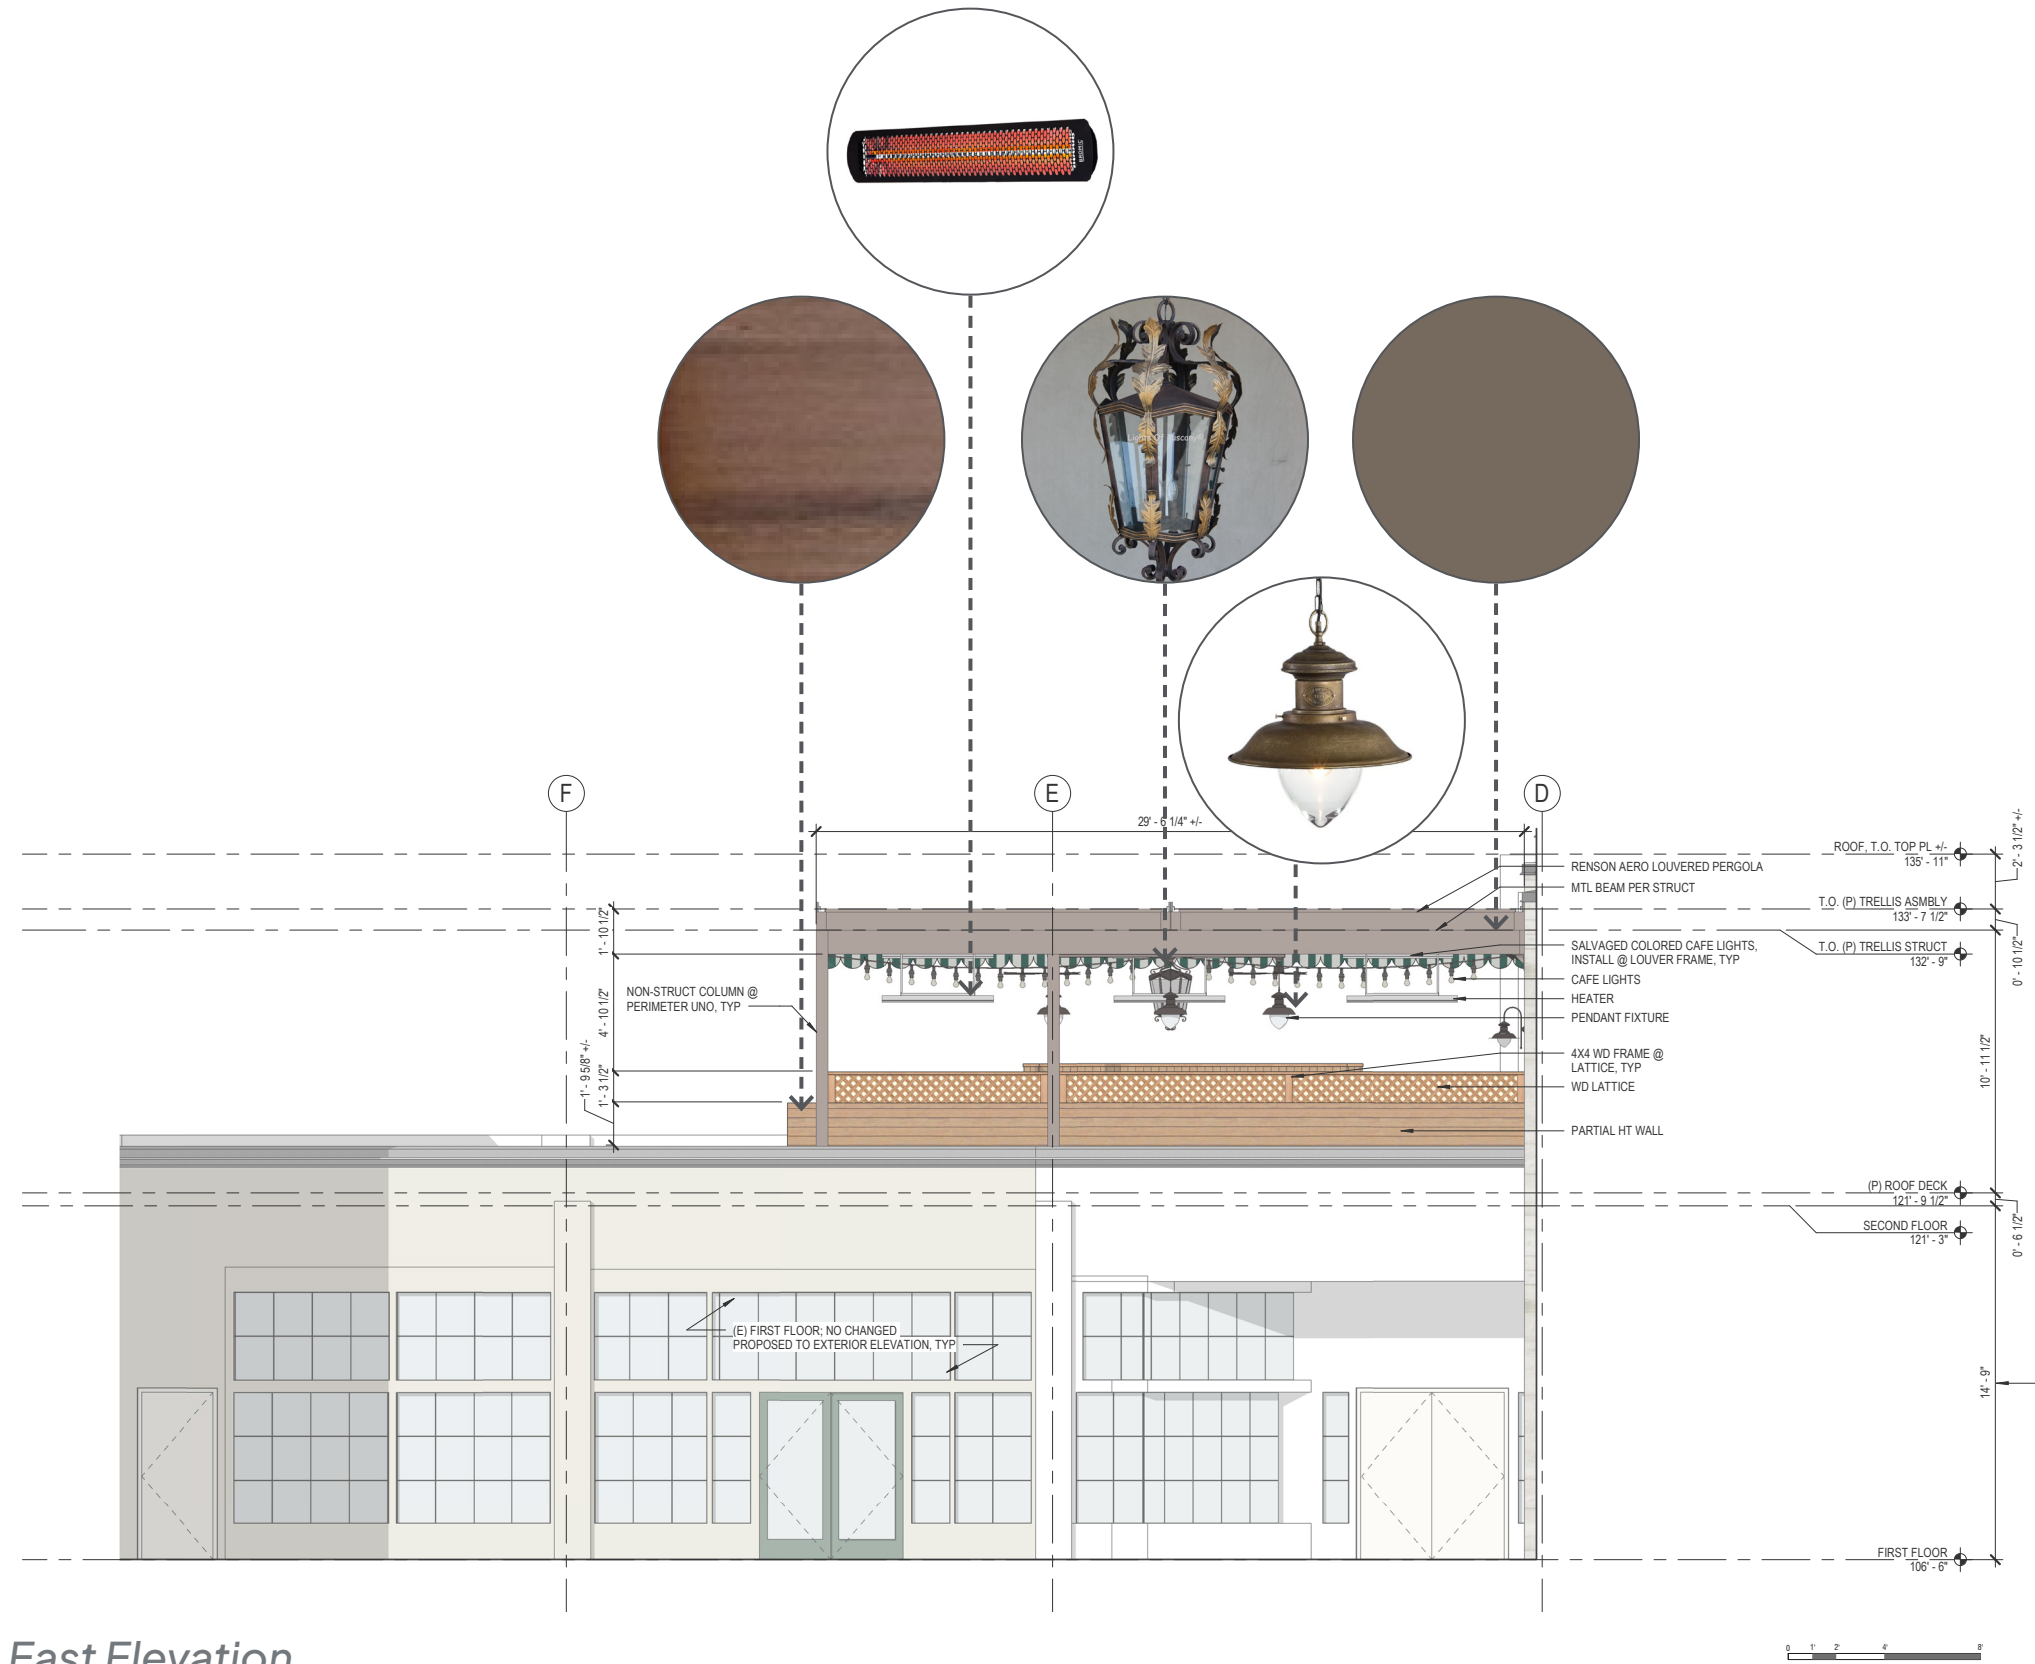 BROMIC
Lights Of Tuscany®
F
E
D
29' - 6 1/4" +/-
ROOF, T.O. TOP PL +/-
135' - 11"
2' - 3 1/2" +/-
RENSON AERO LOUVERED PERGOLA
MTL BEAM PER STRUCT
T.O. (P) TRELLIS ASMBLY
133' - 7 1/2"
1' - 10 1/2"
SALVAGED COLORED CAFE LIGHTS,
INSTALL @ LOUVER FRAME, TYP
T.O. (P) TRELLIS STRUCT
132' - 9"
0' - 10 1/2"
CAFE LIGHTS
NON-STRUCT COLUMN @
PERIMETER UNO, TYP
HEATER
PENDANT FIXTURE
4' - 10 1/2"
4X4 WD FRAME @
LATTICE, TYP
WD LATTICE
10' - 11 1/2"
1' - 9 5/8" +/-
1' - 3 1/2"
PARTIAL HT WALL
(P) ROOF DECK
121' - 9 1/2"
SECOND FLOOR
121' - 3"
0' - 6 1/2"
(E) FIRST FLOOR; NO CHANGED
PROPOSED TO EXTERIOR ELEVATION, TYP
14' - 9"
FIRST FLOOR
106' - 6"
East Elevation
0 1' 2' 4' 8'